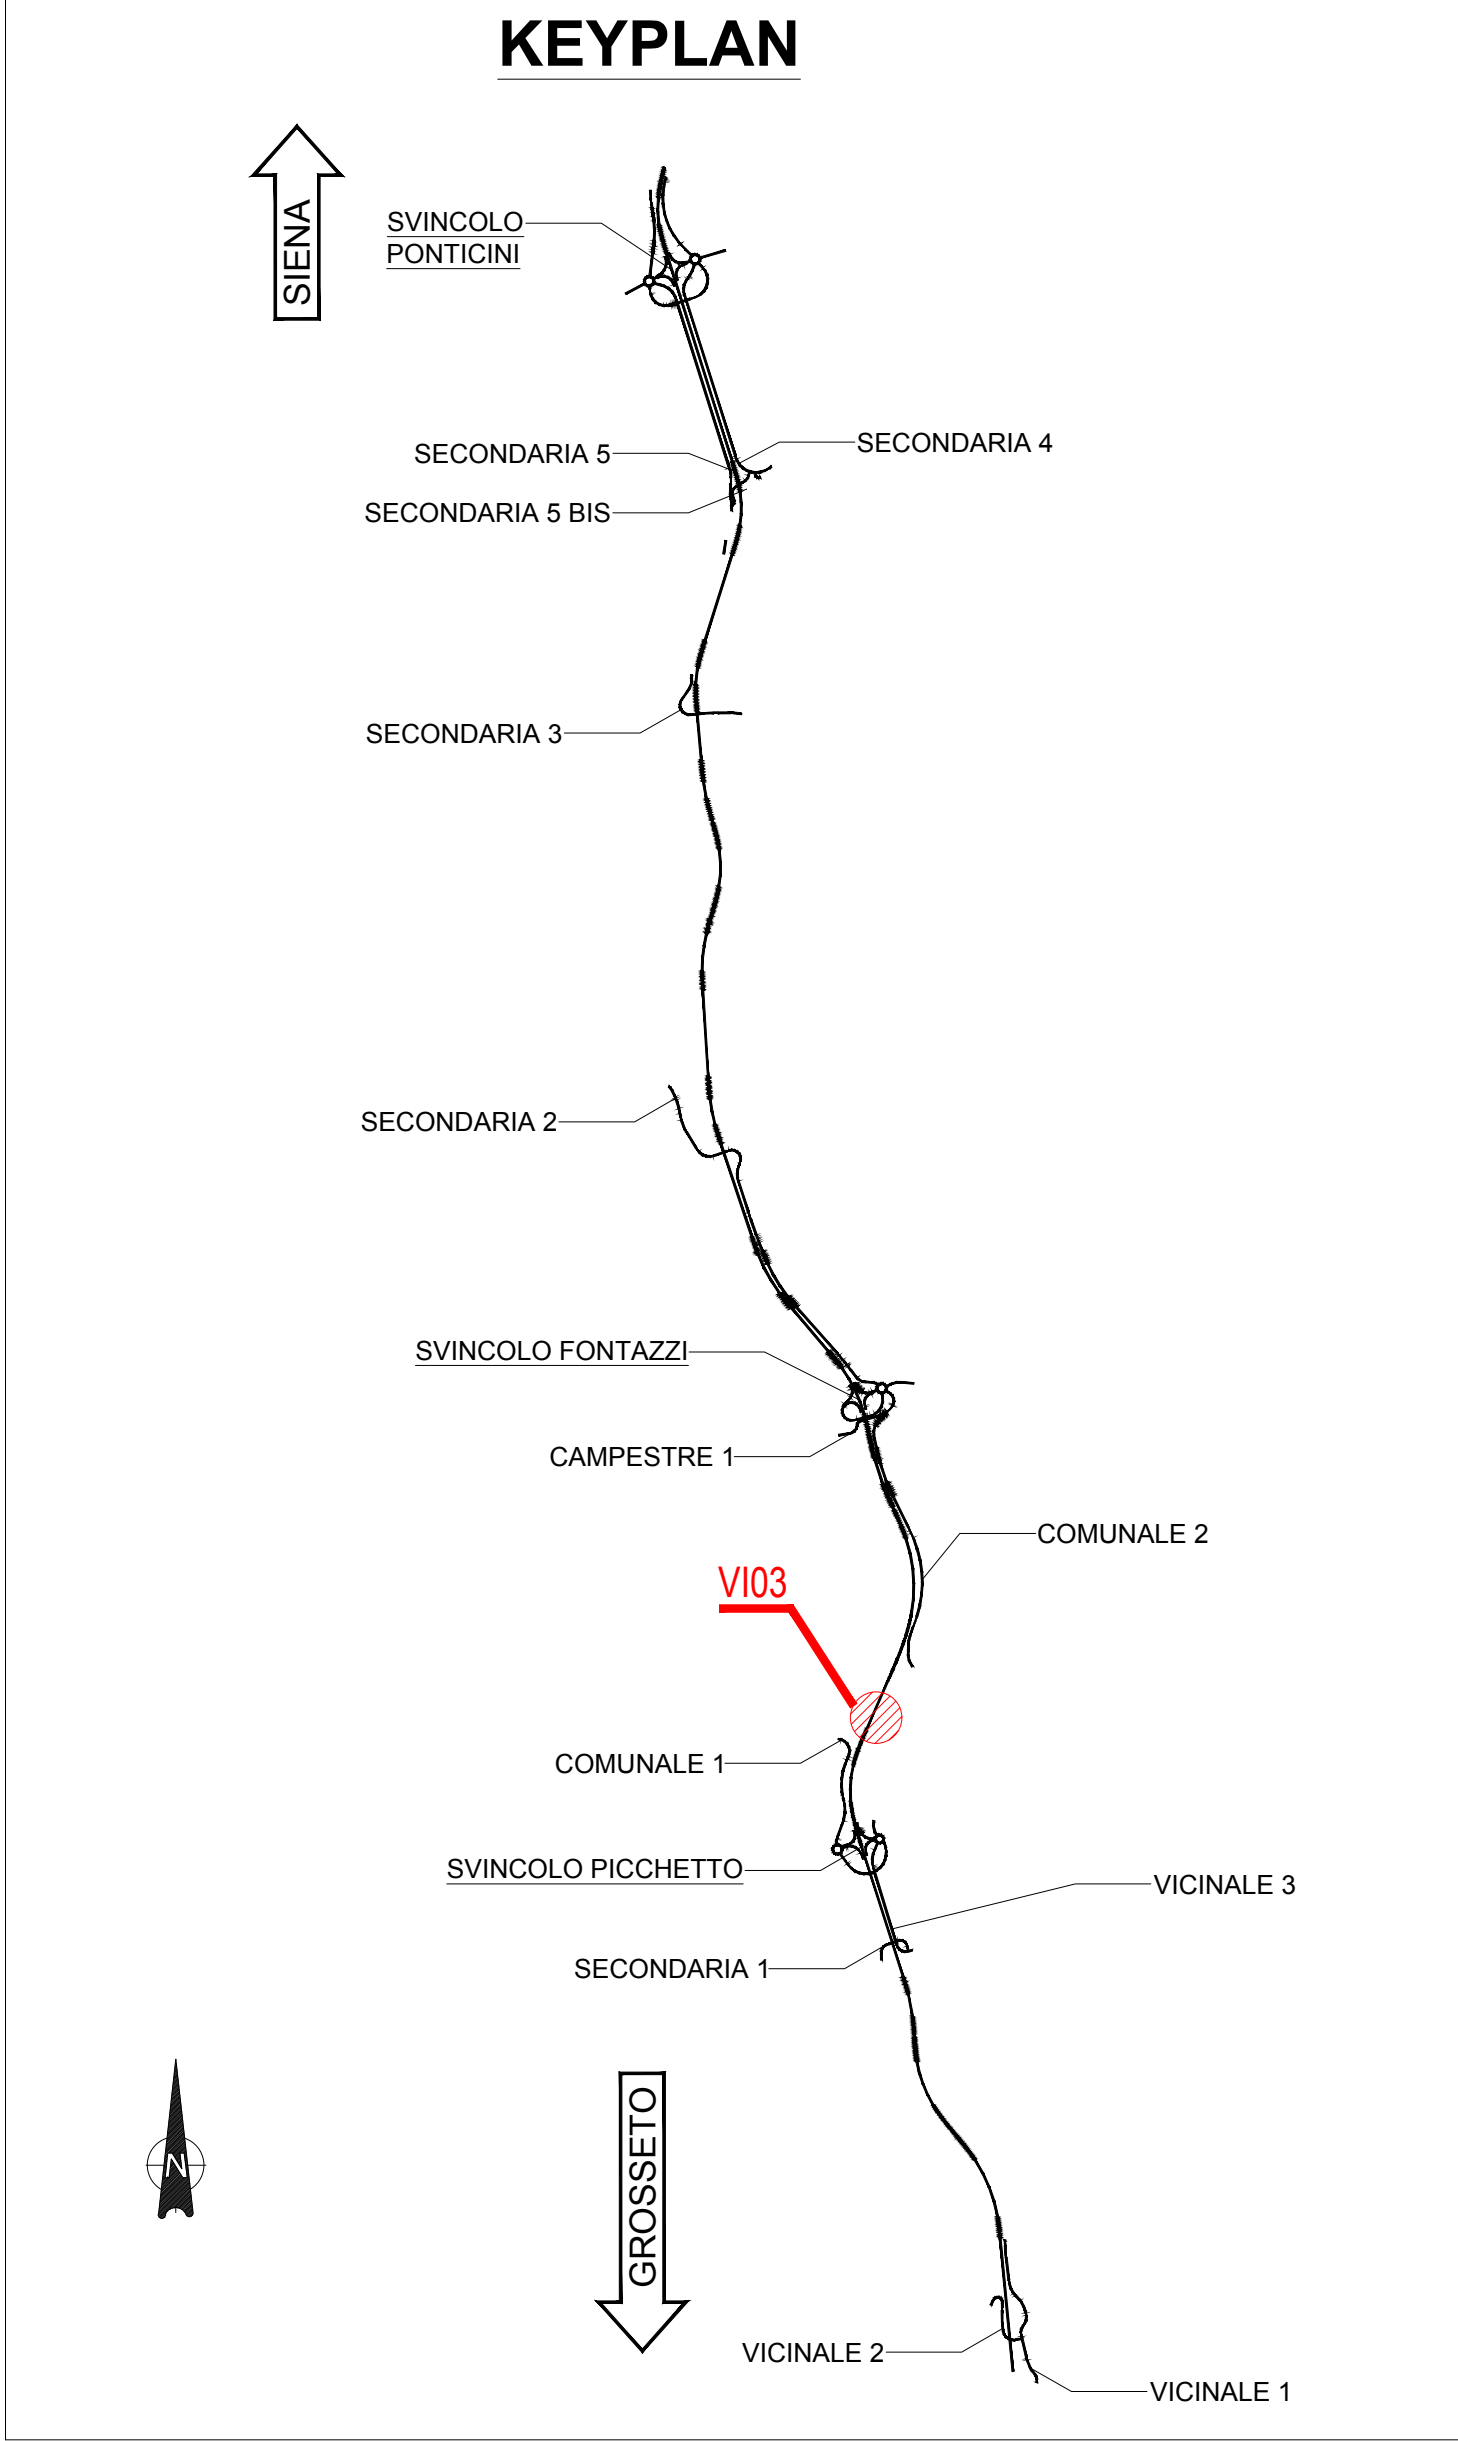 KEYPLAN
SIENA
SVINCOLO
PONTICINI
SECONDARIA 4
SECONDARIA 5
SECONDARIA 5 BIS
SECONDARIA 3
SECONDARIA 2
SVINCOLO FONTAZZI
CAMPESTRE 1
COMUNALE 2
VI03
COMUNALE 1
SVINCOLO PICCHETTO
VICINALE 3
SECONDARIA 1
N
GROSSETO
VICINALE 2
VICINALE 1